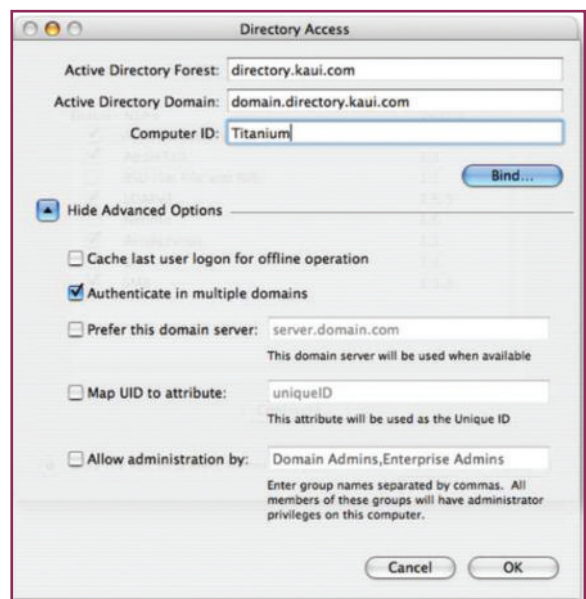 Directory Access
Active Directory Forest: directory.kaui.com
Active Directory Domain: domain.directory.kaui.com
Computer ID: Titanium
Bind...
Hide Advanced Options
Cache last user logon for offline operation
Authenticate in multiple domains
Prefer this domain server: server.domain.com
This domain server will be used when available
Map UID to attribute: uniqueID
This attribute will be used as the Unique ID
Allow administration by: Domain Admins,Enterprise Admins
Enter group names separated by commas. All
members of these groups will have administrator
privileges on this computer.
Cancel OK